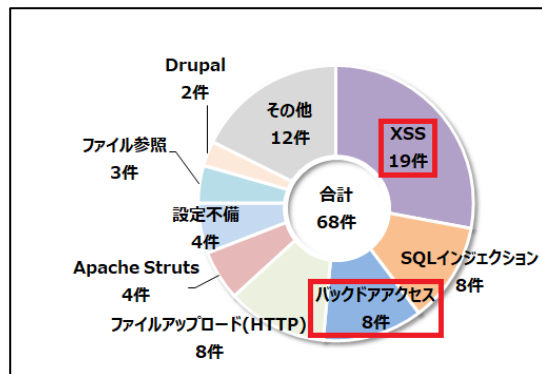 Drupal
2件
その他
12件
XSS
19件
ファイル参照
3件
合計
68件
設定不備
4件
SQLインジェクション
8件
Apache Struts
4件
バックドアアクセス
8件
ファイルアップロード(HTTP)
8件